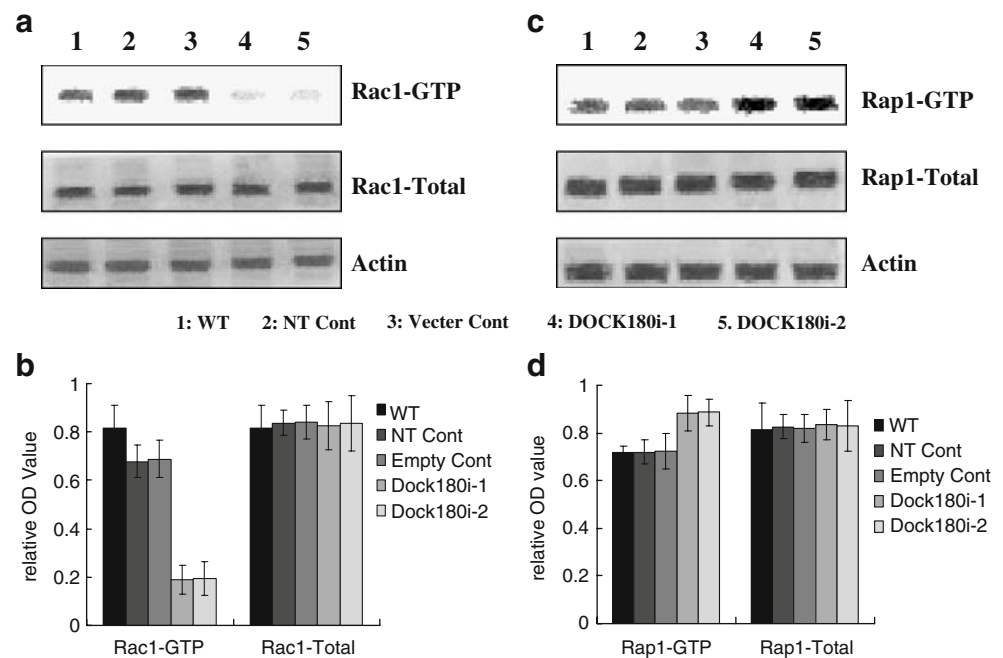 a
1 2 3 4 5
Rac1-GTP
Rac1-Total
Actin
c
1 2 3 4 5
Rap1-GTP
Rap1-Total
Actin
1: WT 2: NT Cont 3: Vecter Cont 4: DOCK180i-1 5. DOCK180i-2
b
relative OD Value
1
0.8
0.6
0.4
0.2
0
Rac1-GTP Rac1-Total
WT
NT Cont
Empty Cont
Dock180i-1
Dock180i-2
d
relative OD value
1
0.8
0.6
0.4
0.2
0
Rap1-GTP Rap1-Total
WT
NT Cont
Empty Cont
Dock180i-1
Dock180i-2